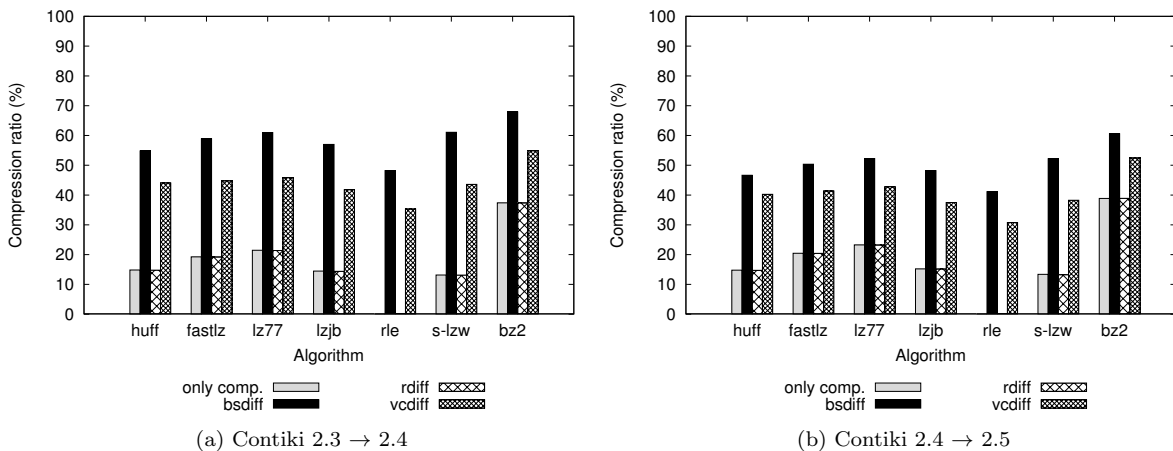 100
90
80
70
60
50
40
30
20
10
0
Compression ratio (%)
huff fastlz lz77 lzjb rle s-lzw bz2
Algorithm
only comp. rdiff
bsdiff vcdiff
(a) Contiki 2.3 → 2.4
100
90
80
70
60
50
40
30
20
10
0
Compression ratio (%)
huff fastlz lz77 lzjb rle s-lzw bz2
Algorithm
only comp. rdiff
bsdiff vcdiff
(b) Contiki 2.4 → 2.5